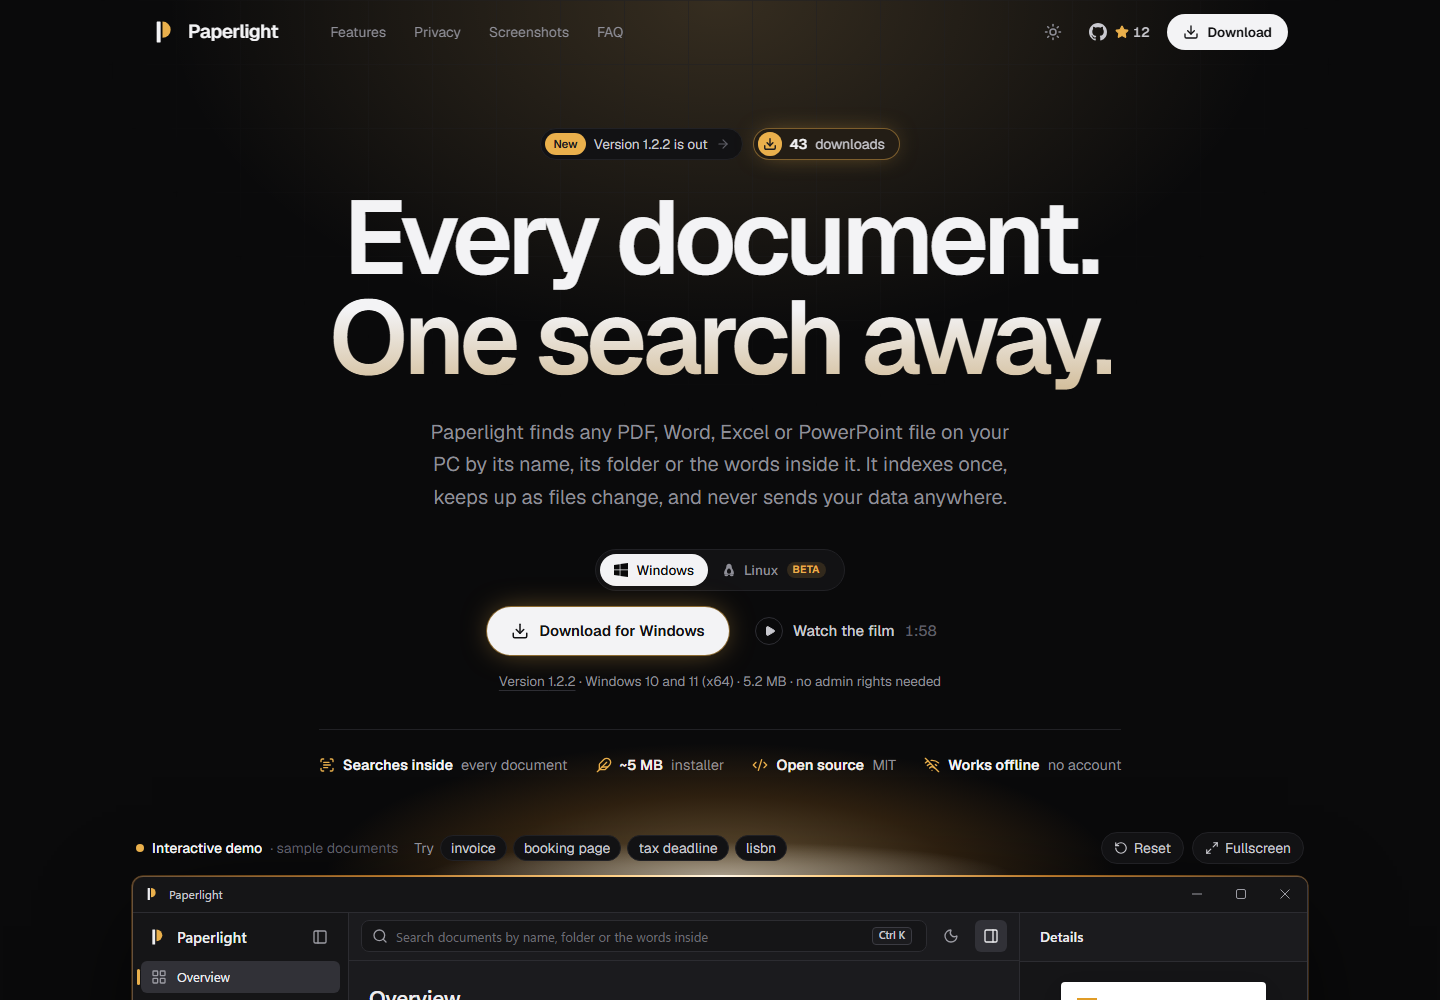 Paperlight
Features Privacy Screenshots FAQ
12 Download
New Version 1.2.2 is out → 43 downloads
Every document.
One search away.
Paperlight finds any PDF, Word, Excel or PowerPoint file on your
PC by its name, its folder or the words inside it. It indexes once,
keeps up as files change, and never sends your data anywhere.
Windows Linux BETA
Download for Windows Watch the film 1:58
Version 1.2.2 · Windows 10 and 11 (x64) · 5.2 MB · no admin rights needed
Searches inside every document ~5 MB installer Open source MIT Works offline no account
Interactive demo · sample documents Try invoice booking page tax deadline lisbn Reset Fullscreen
Paperlight
Paperlight Search documents by name, folder or the words inside Ctrl K Details
Overview
Overview